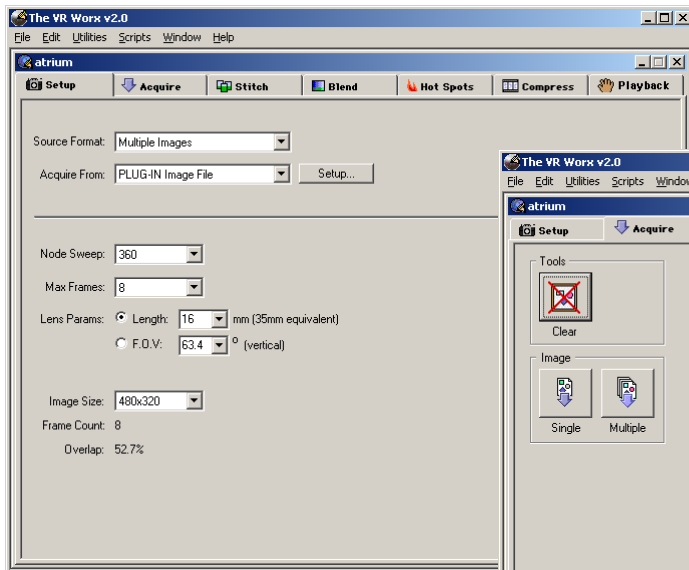 The VR Worx v2.0
File Edit Utilities Scripts Window Help
atrium
Setup Acquire Stitch Blend Hot Spots Compress Playback
Source Format: Multiple Images
Acquire From: PLUG-IN Image File Setup...
Node Sweep: 360
Max Frames: 8
Lens Params: Length: 16 mm (35mm equivalent)
F.O.V: 63.4 o (vertical)
Image Size: 480x320
Frame Count: 8
Overlap: 52.7%
The VR Worx v2.0
File Edit Utilities Scripts Window
atrium
Setup Acquire
Tools
Clear
Image
Single Multiple